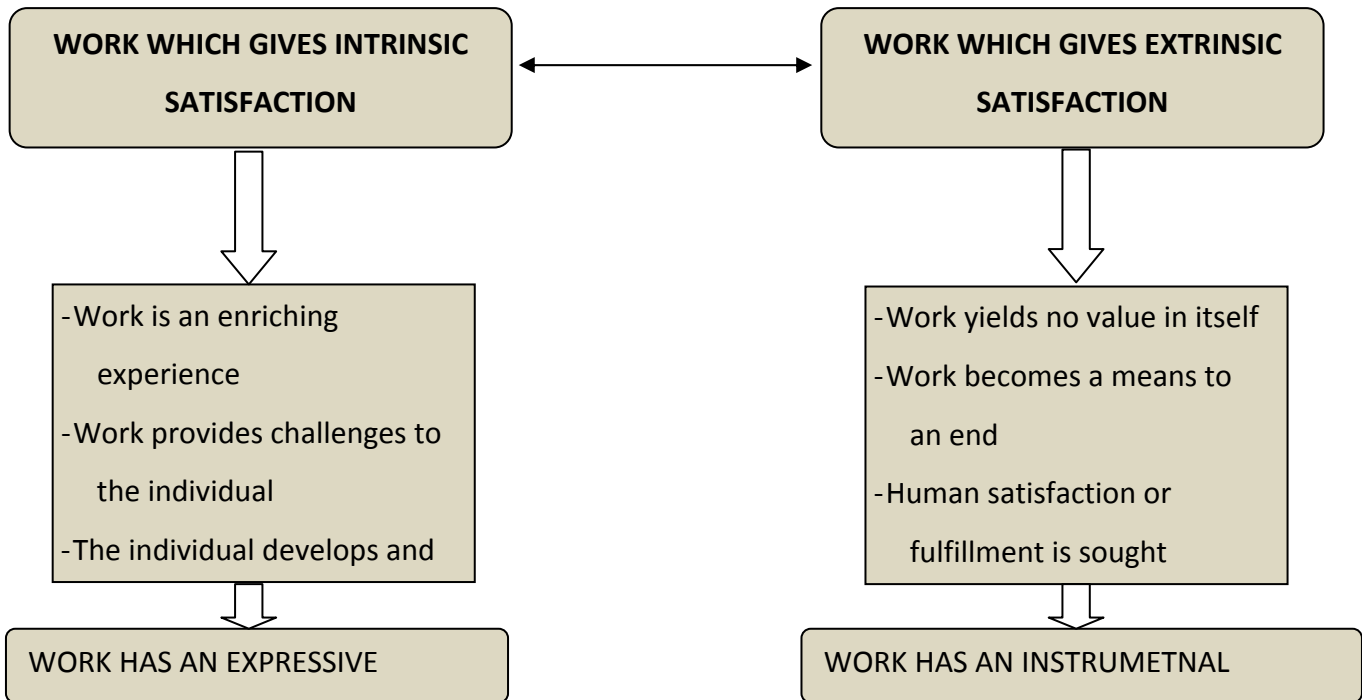 WORK WHICH GIVES INTRINSIC
SATISFACTION
WORK WHICH GIVES EXTRINSIC
SATISFACTION
-Work is an enriching
experience
-Work provides challenges to
the individual
-The individual develops and
-Work yields no value in itself
-Work becomes a means to
an end
-Human satisfaction or
fulfillment is sought
WORK HAS AN EXPRESSIVE
WORK HAS AN INSTRUMETNAL